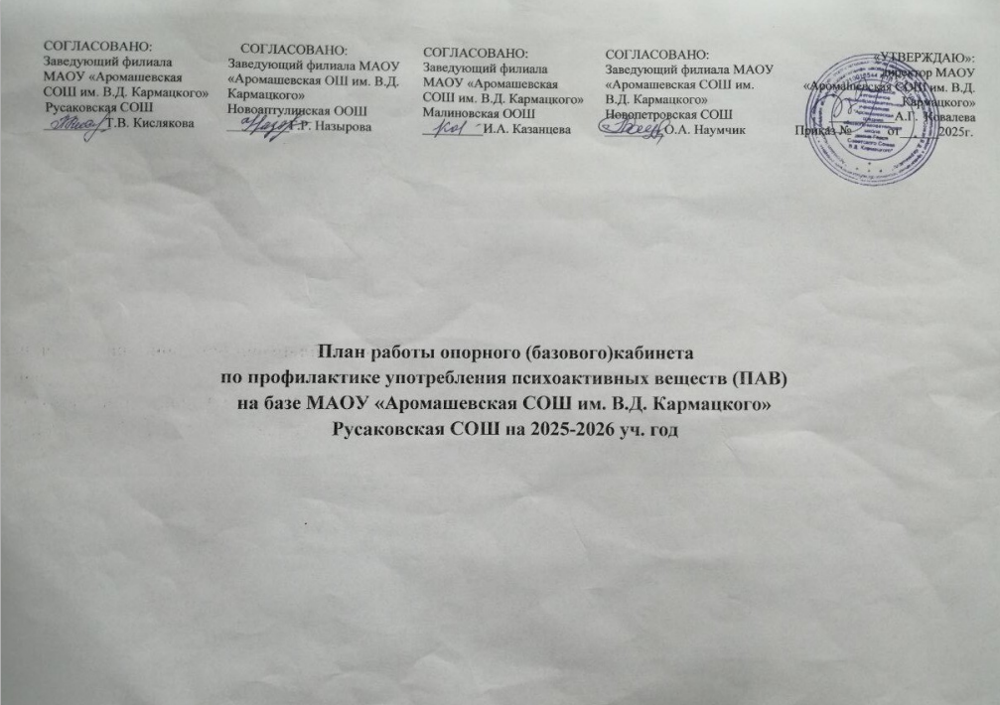 СОГЛАСОВАНО:
Заведующий филиала
МАОУ «Аромашевская
СОШ им. В.Д. Кармацкого»
Русаковская СОШ
Т.В. Кислякова
СОГЛАСОВАНО:
Заведующий филиала МАОУ
«Аромашевская ОШ им. В.Д.
Кармацкого»
Новоаптулинская ООШ
Г.Р. Назырова
СОГЛАСОВАНО:
Заведующий филиала
МАОУ «Аромашевская
СОШ им. В.Д. Кармацкого»
Малиновская ООШ
И.А. Казанцева
СОГЛАСОВАНО:
Заведующий филиала МАОУ
«Аромашевская СОШ им.
В.Д. Кармацкого»
Новопетровская СОШ
О.А. Наумчик
«УТВЕРЖДАЮ»:
директор МАОУ
«Аромашевская СОШ им. В.Д.
Кармацкого»
А.Г. Ковалева
Приказ № от 2025г.
План работы опорного (базового)кабинета
по профилактике употребления психоактивных веществ (ПАВ)
на базе МАОУ «Аромашевская СОШ им. В.Д. Кармацкого»
Русаковская СОШ на 2025-2026 уч. год